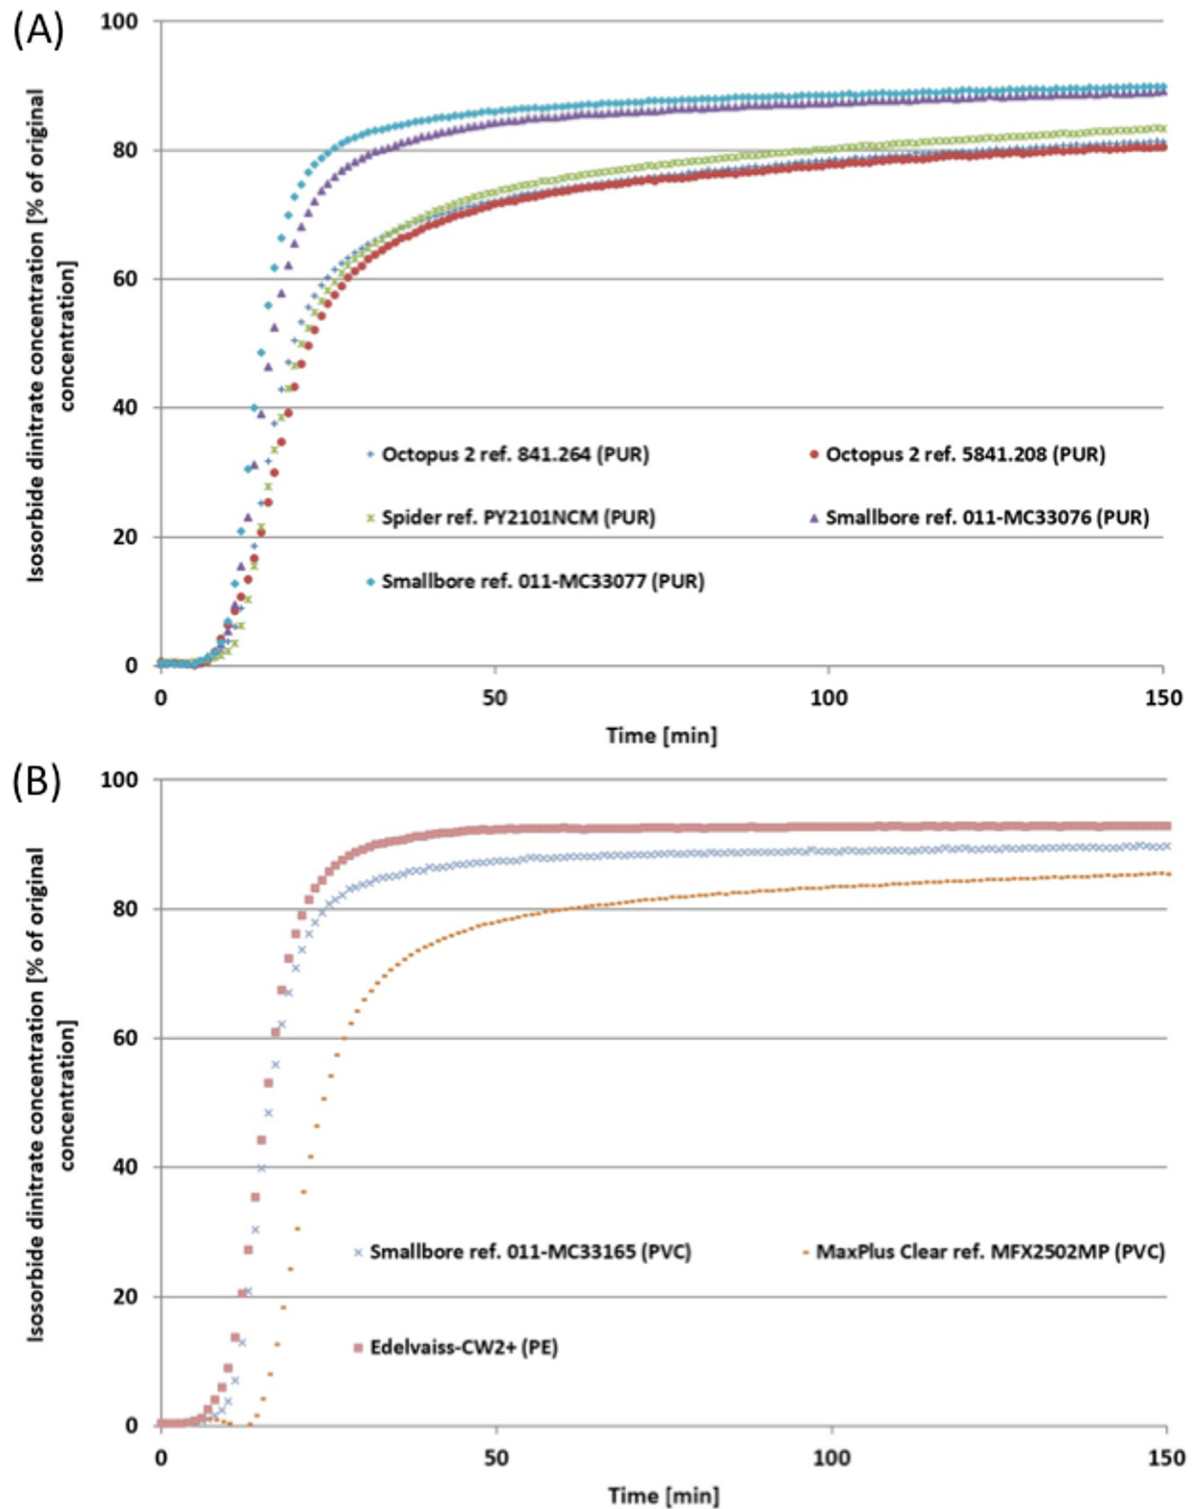 (A)
Isosorbide dinitrate concentration [% of original
concentration]
100
80
60
40
20
0
Octopus 2 ref. 841.264 (PUR)
Octopus 2 ref. 5841.208 (PUR)
Spider ref. PY2101NCM (PUR)
Smallbore ref. 011-MC33076 (PUR)
Smallbore ref. 011-MC33077 (PUR)
0
50
100
150
Time [min]
(B)
Isosorbide dinitrate concentration [% of original
concentration]
100
80
60
40
20
0
Smallbore ref. 011-MC33165 (PVC)
MaxPlus Clear ref. MFX2502MP (PVC)
Edelvaiss-CW2+ (PE)
0
50
100
150
Time [min]